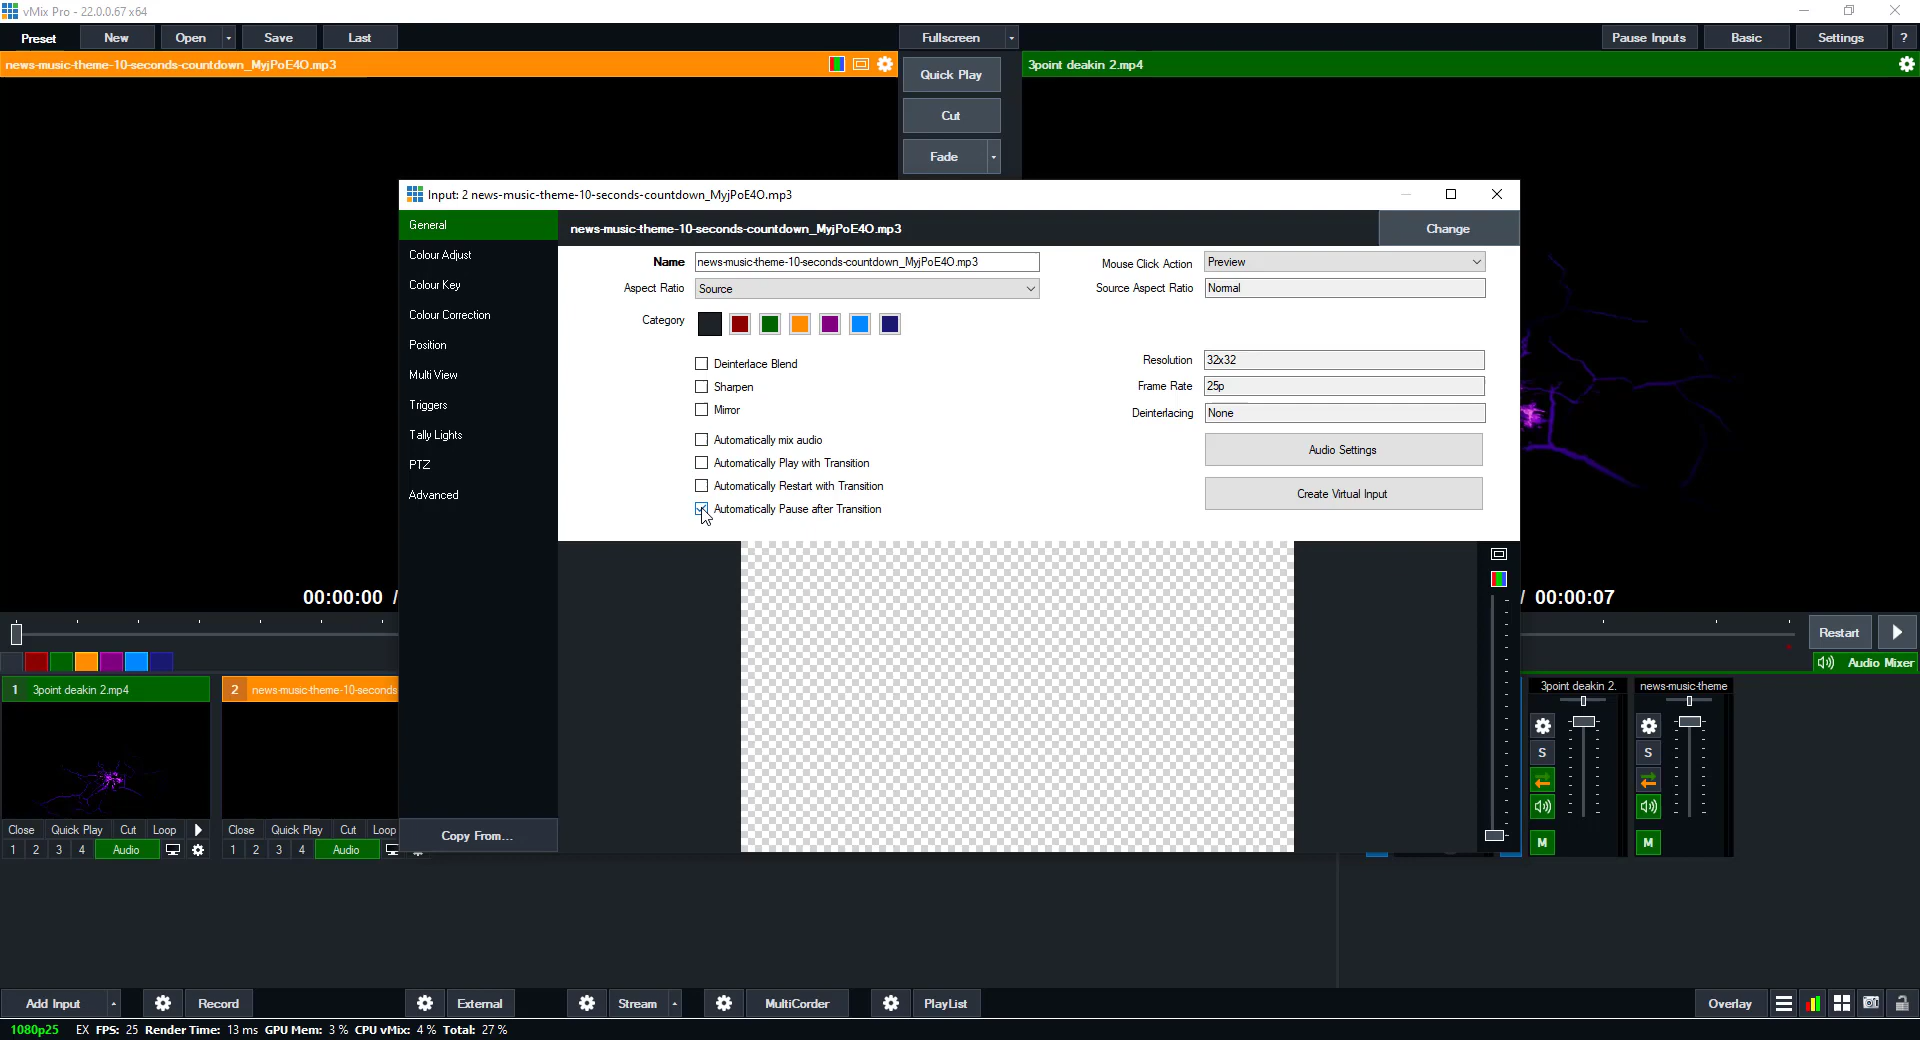 vMix Pro - 22.0.0.67 x64
Preset New Open Save Last Fullscreen Pause Inputs Basic Settings ?
news-music-theme-10-seconds-countdown_MyjPoE4O.mp3 Quick Play 3point deakin 2.mp4
Cut
Fade
Input: 2 news-music-theme-10-seconds-countdown_MyjPoE4O.mp3
General news-music-theme-10-seconds-countdown_MyjPoE4O.mp3 Change
Colour Adjust
Colour Key
Colour Correction
Position
Multi View
Triggers
Tally Lights
PTZ
Advanced
Copy From...
Name news-music-theme-10-seconds-countdown_MyjPoE4O.mp3
Aspect Ratio Source
Category
Deinterlace Blend
Sharpen
Mirror
Automatically mix audio
Automatically Play with Transition
Automatically Restart with Transition
Automatically Pause after Transition
Mouse Click Action Preview
Source Aspect Ratio Normal
Resolution 32x32
Frame Rate 25p
Deinterlacing None
Audio Settings
Create Virtual Input
00:00:00 / / 00:00:07
Restart
Audio Mixer
1 3point deakin 2.mp4 2 news-music-theme-10-seconds 3point deakin 2. news-music-theme
S S
Close Quick Play Cut Loop Close Quick Play Cut Loop
1 2 3 4 Audio 1 2 3 4 Audio M M
Add Input Record External Stream MultiCorder PlayList Overlay
1080p25 EX FPS: 25 Render Time: 13 ms GPU Mem: 3 % CPU vMix: 4 % Total: 27 %